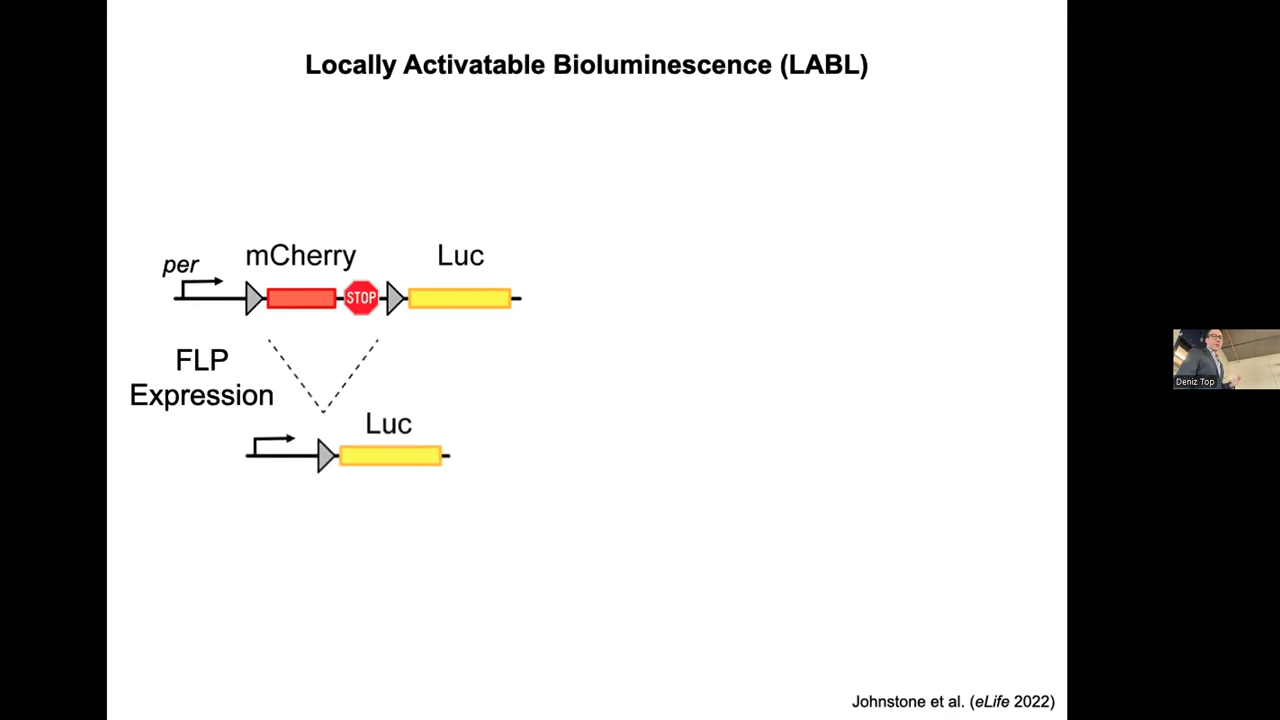 Locally Activatable Bioluminescence (LABL)
per
mCherry
Luc
STOP
FLP
Expression
Luc
Deniz Top
Johnstone et al. (eLife 2022)